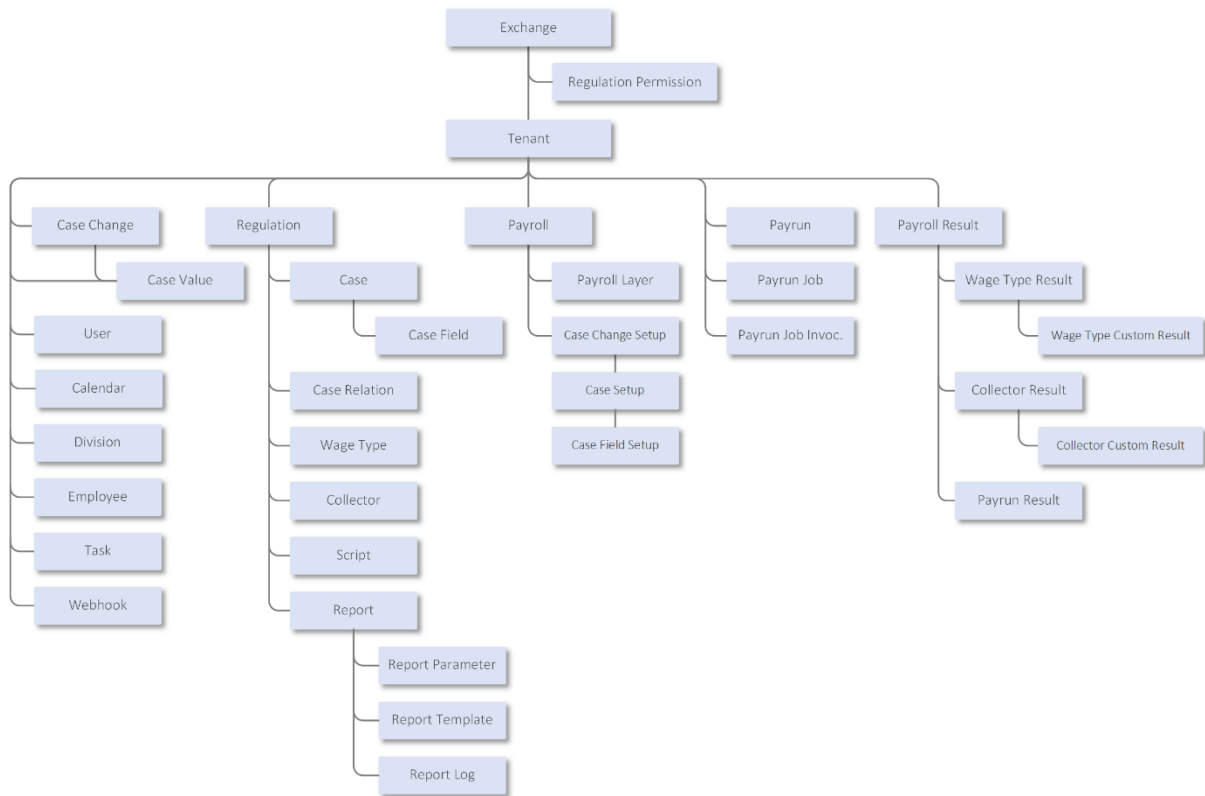 Exchange
Regulation Permission
Tenant
Case Change
Case Value
User
Calendar
Division
Employee
Task
Webhook
Regulation
Case
Case Field
Case Relation
Wage Type
Collector
Script
Report
Report Parameter
Report Template
Report Log
Payroll
Payroll Layer
Case Change Setup
Case Setup
Case Field Setup
Payrun
Payrun Job
Payrun Job Invoc.
Payroll Result
Wage Type Result
Wage Type Custom Result
Collector Result
Collector Custom Result
Payrun Result